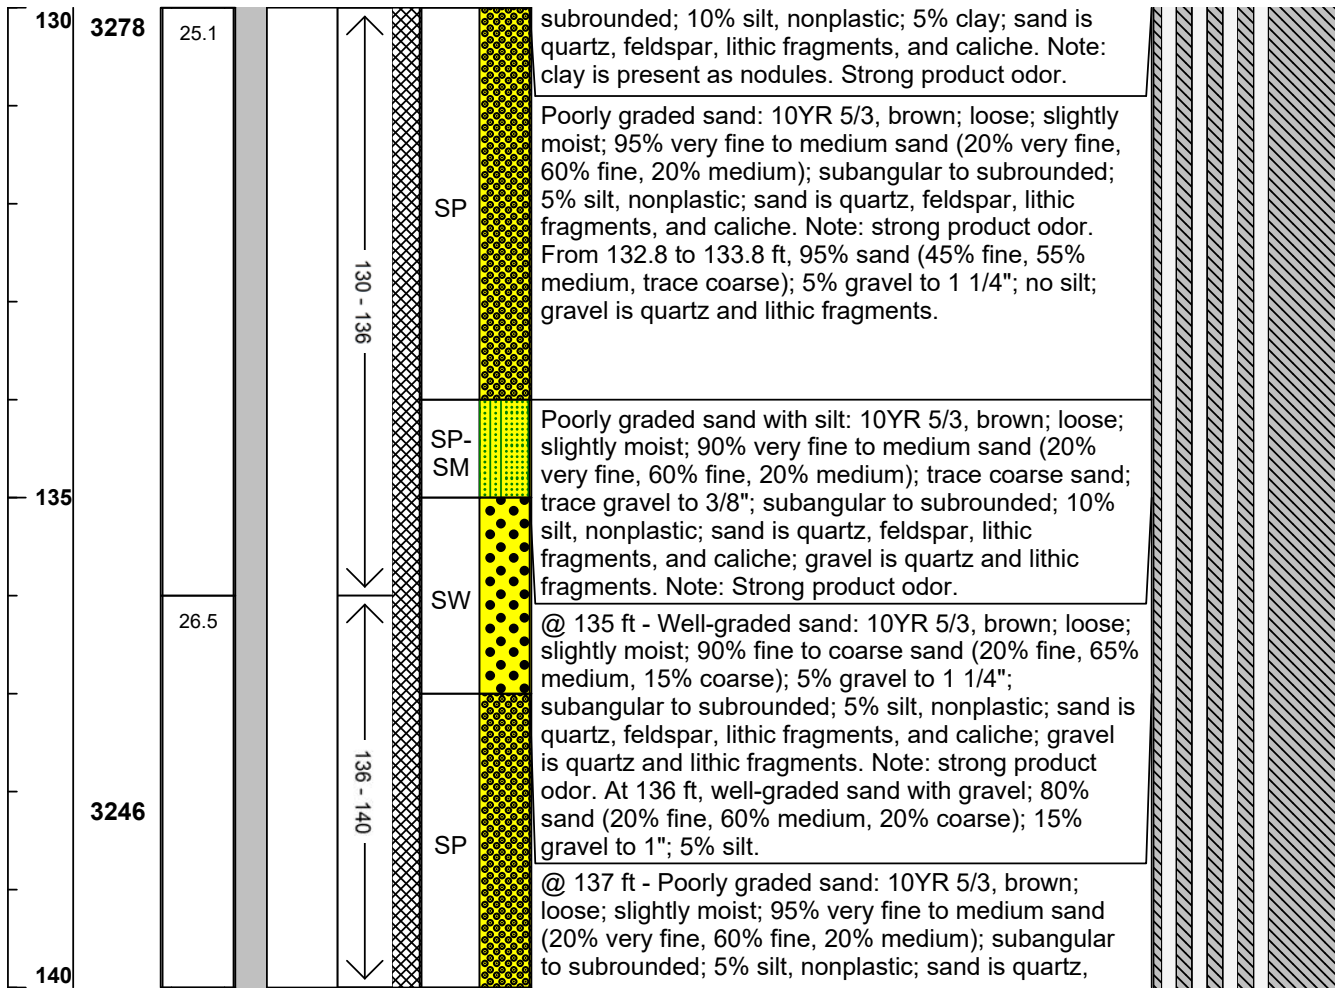 130
3278
25.1
subrounded; 10% silt, nonplastic; 5% clay; sand is
quartz, feldspar, lithic fragments, and caliche. Note:
clay is present as nodules. Strong product odor.
130 - 136
SP
Poorly graded sand: 10YR 5/3, brown; loose; slightly
moist; 95% very fine to medium sand (20% very fine,
60% fine, 20% medium); subangular to subrounded;
5% silt, nonplastic; sand is quartz, feldspar, lithic
fragments, and caliche. Note: strong product odor.
From 132.8 to 133.8 ft, 95% sand (45% fine, 55%
medium, trace coarse); 5% gravel to 1 1/4"; no silt;
gravel is quartz and lithic fragments.
SP-
SM
Poorly graded sand with silt: 10YR 5/3, brown; loose;
slightly moist; 90% very fine to medium sand (20%
very fine, 60% fine, 20% medium); trace coarse sand;
trace gravel to 3/8"; subangular to subrounded; 10%
silt, nonplastic; sand is quartz, feldspar, lithic
fragments, and caliche; gravel is quartz and lithic
fragments. Note: Strong product odor.
135
SW
26.5
@ 135 ft - Well-graded sand: 10YR 5/3, brown; loose;
slightly moist; 90% fine to coarse sand (20% fine, 65%
medium, 15% coarse); 5% gravel to 1 1/4";
subangular to subrounded; 5% silt, nonplastic; sand is
quartz, feldspar, lithic fragments, and caliche; gravel
is quartz and lithic fragments. Note: strong product
odor. At 136 ft, well-graded sand with gravel; 80%
sand (20% fine, 60% medium, 20% coarse); 15%
gravel to 1"; 5% silt.
3246
136 - 140
SP
@ 137 ft - Poorly graded sand: 10YR 5/3, brown;
loose; slightly moist; 95% very fine to medium sand
(20% very fine, 60% fine, 20% medium); subangular
to subrounded; 5% silt, nonplastic; sand is quartz,
140